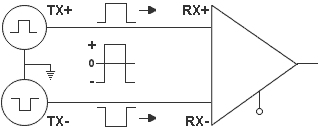 TX+ RX+
+
0
-
TX- RX-